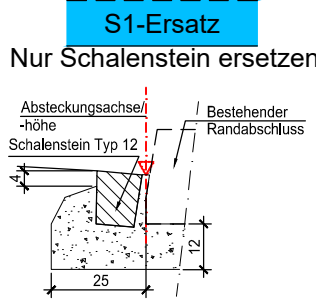 S1-Ersatz
Nur Schalenstein ersetzen
Absteckungsachse/
-höhe
Schalenstein Typ 12
Bestehender
Randabschluss
4
12
25